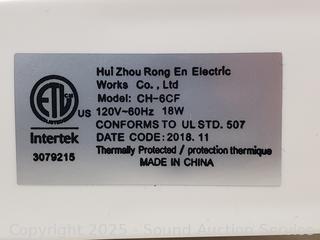 Hui Zhou Rong En Electric
Works Co., Ltd
Model: CH-6CF
120V~60Hz 18W
CONFORMS TO UL STD. 507
DATE CODE: 2018. 11
Thermally Protected / protection thermique
MADE IN CHINA
ETL
CM
US
LISTED
Intertek
3079215
Copyright 2025 - Sound Auction Service